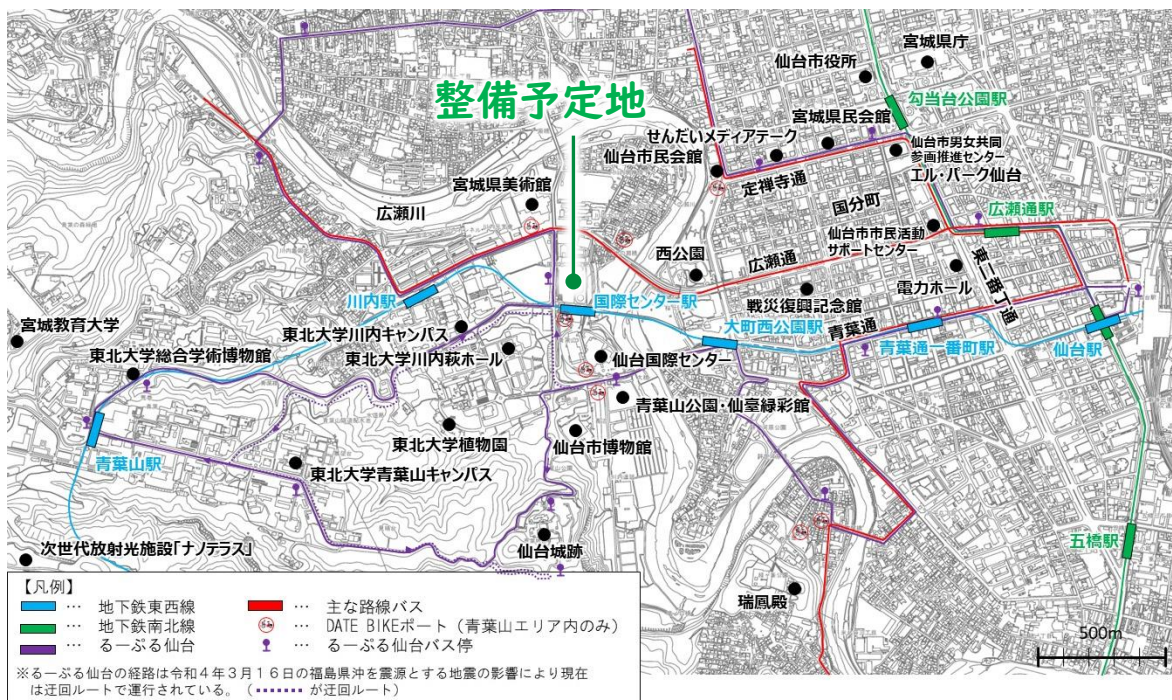 宮城県庁
仙台市役所
整備予定地
勾当台公園駅
宮城県民会館
せんだいメディアテーク
仙台市民会館
仙台市男女共同
参画推進センター
エル・パーク仙台
定禅寺通
宮城県美術館
国分町
広瀬川
広瀬通駅
仙台市市民活動
サポートセンター
西公園
広瀬通
東二番丁通
電力ホール
川内駅
国際センター駅
戦災復興記念館
宮城教育大学
東北大学川内キャンパス
大町西公園駅
青葉通
青葉通一番町駅
仙台駅
東北大学総合学術博物館
東北大学川内萩ホール
仙台国際センター
青葉山公園・仙臺緑彩館
東北大学植物園
仙台市博物館
青葉山駅
東北大学青葉山キャンパス
次世代放射光施設「ナノテラス」
仙台城跡
五橋駅
瑞鳳殿
【凡例】
… 地下鉄東西線
… 主な路線バス
… 地下鉄南北線
… DATE BIKEポート(青葉山エリア内のみ)
… るーぷる仙台
… るーぷる仙台バス停
※るーぷる仙台の経路は令和4年3月16日の福島県沖を震源とする地震の影響により現在
は迂回ルートで運行されている。(‥‥‥‥ が迂回ルート)
500m